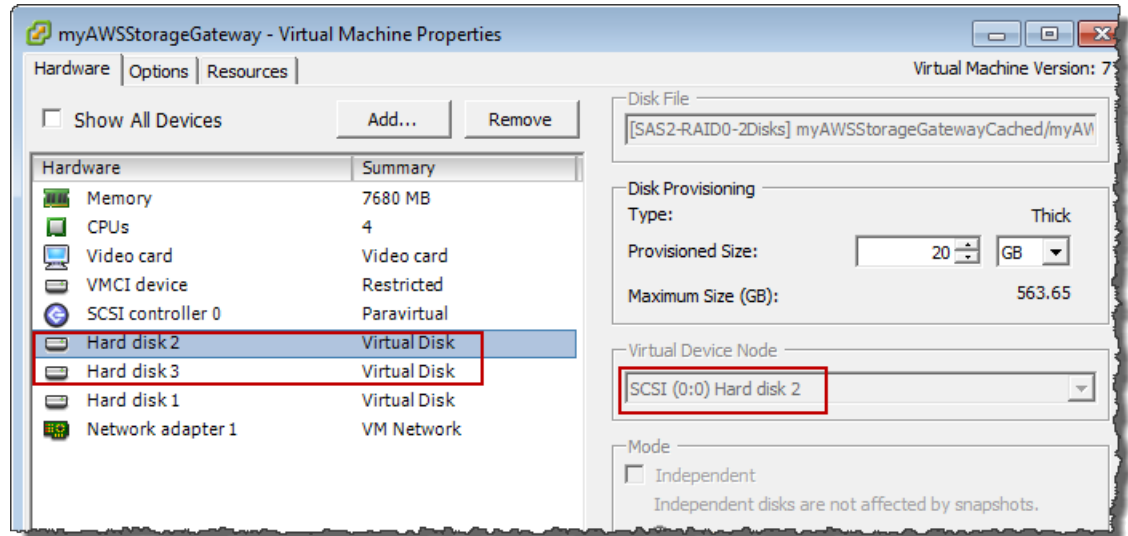 myAWSStorageGateway - Virtual Machine Properties
Hardware Options Resources
Virtual Machine Version: 7
Show All Devices
Add...
Remove
Hardware Summary
Memory 7680 MB
CPUs 4
Video card Video card
VMCI device Restricted
SCSI controller 0 Paravirtual
Hard disk 2 Virtual Disk
Hard disk 3 Virtual Disk
Hard disk 1 Virtual Disk
Network adapter 1 VM Network
Disk File
[SAS2-RAID0-2Disks] myAWSStorageGatewayCached/myAW
Disk Provisioning
Type: Thick
Provisioned Size: 20 GB
Maximum Size (GB): 563.65
Virtual Device Node
SCSI (0:0) Hard disk 2
Mode
Independent
Independent disks are not affected by snapshots.